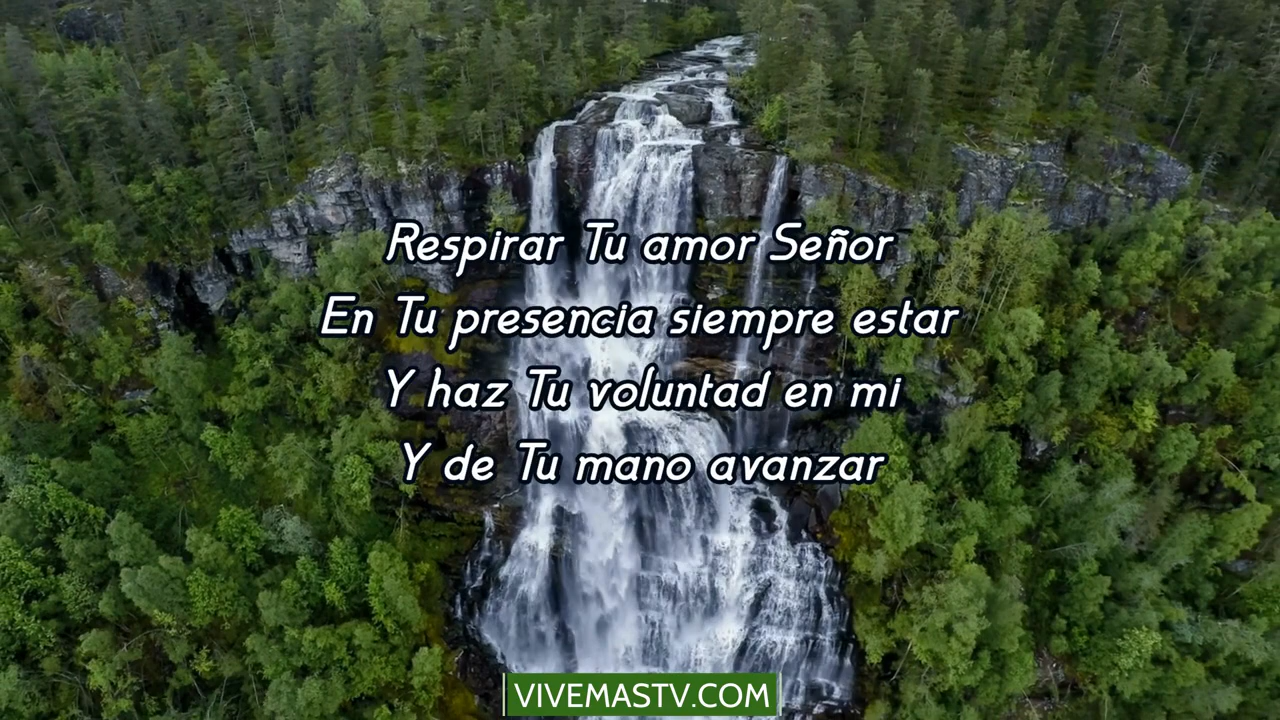 Respirar Tu amor Señor
En Tu presencia siempre estar
Y haz Tu voluntad en mi
Y de Tu mano avanzar
VIVEMASTV.COM